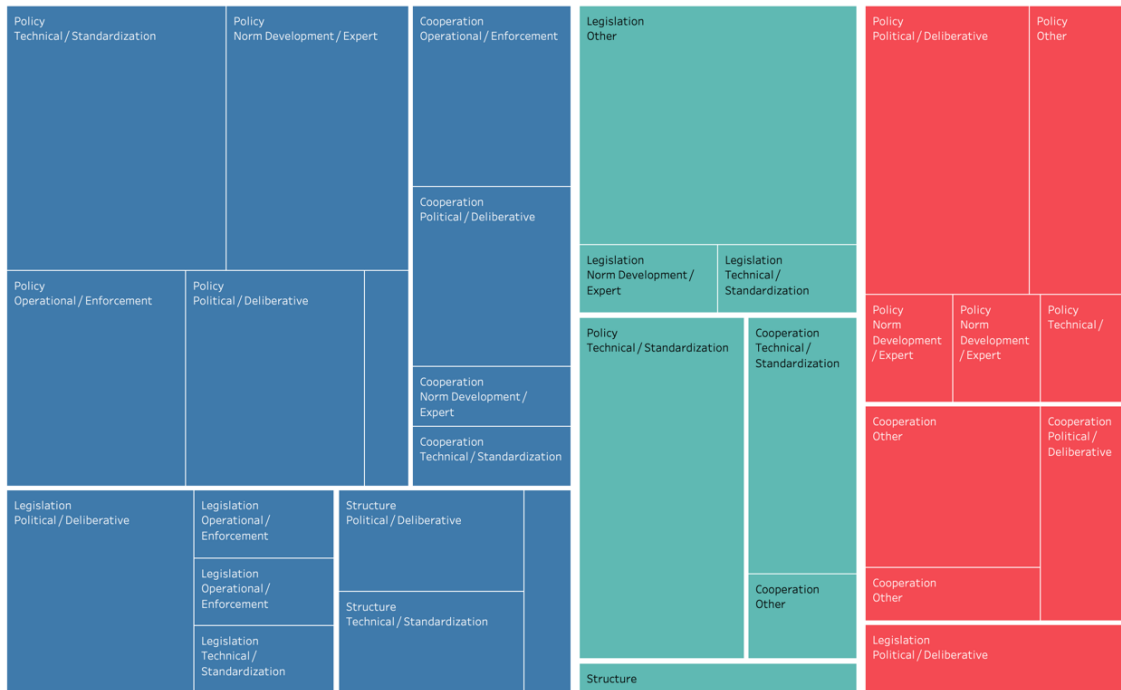 Policy
Technical / Standardization
Policy
Norm Development / Expert
Policy
Operational / Enforcement
Policy
Political / Deliberative
Cooperation
Operational / Enforcement
Cooperation
Political / Deliberative
Cooperation
Norm Development /
Expert
Cooperation
Technical / Standardization
Legislation
Political / Deliberative
Legislation
Operational /
Enforcement
Legislation
Operational /
Enforcement
Legislation
Technical /
Standardization
Structure
Political / Deliberative
Structure
Technical / Standardization
Legislation
Other
Legislation
Norm Development /
Expert
Legislation
Technical /
Standardization
Policy
Technical / Standardization
Cooperation
Technical /
Standardization
Cooperation
Other
Structure
Policy
Political / Deliberative
Policy
Other
Policy
Norm
Development
/ Expert
Policy
Norm
Development
/ Expert
Policy
Technical /
Cooperation
Other
Cooperation
Political /
Deliberative
Cooperation
Other
Legislation
Political / Deliberative